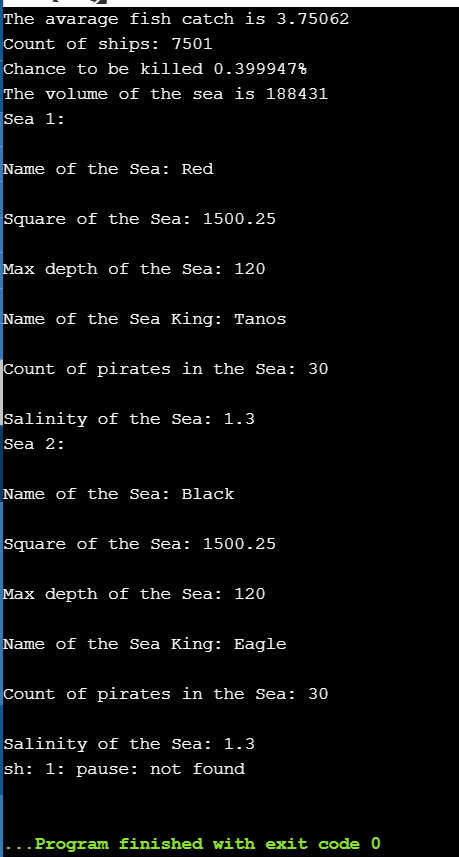 The avarage fish catch is 3.75062
Count of ships: 7501
Chance to be killed 0.399947%
The volume of the sea is 188431
Sea 1:
Name of the Sea: Red
Square of the Sea: 1500.25
Max depth of the Sea: 120
Name of the Sea King: Tanos
Count of pirates in the Sea: 30
Salinity of the Sea: 1.3
Sea 2:
Name of the Sea: Black
Square of the Sea: 1500.25
Max depth of the Sea: 120
Name of the Sea King: Eagle
Count of pirates in the Sea: 30
Salinity of the Sea: 1.3
sh: 1: pause: not found
...Program finished with exit code 0